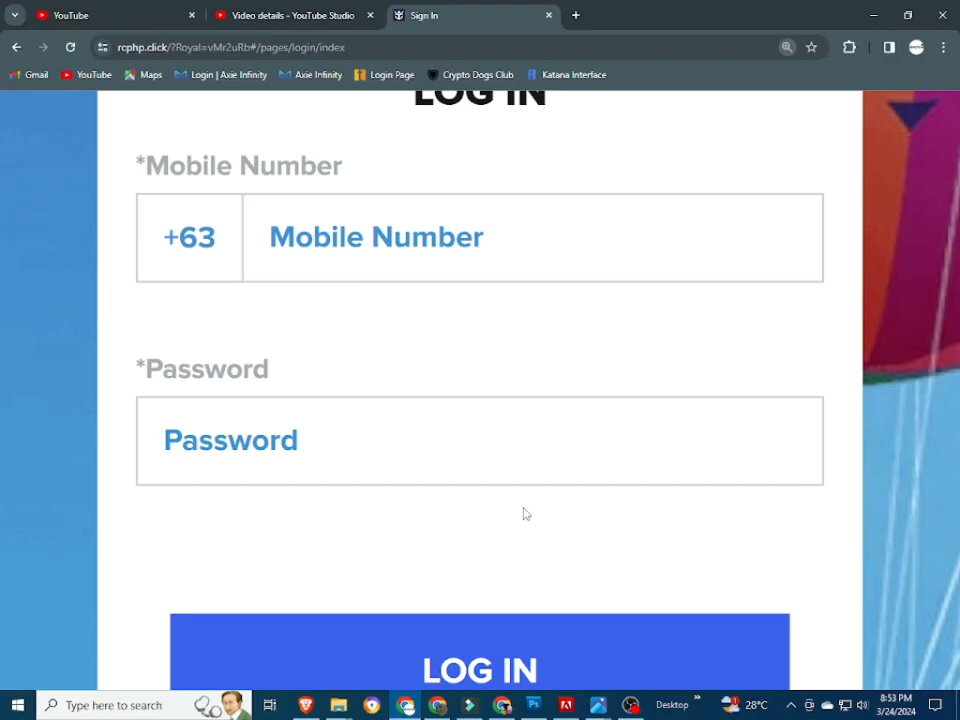 YouTube
Video details - YouTube Studio
Sign In
rcphp.click/?Royal=vMr2uRb#/pages/login/index
Gmail
YouTube
Maps
Login | Axie Infinity
Axie Infinity
Login Page
Crypto Dogs Club
Katana Interface
LOG IN
*Mobile Number
+63
Mobile Number
*Password
Password
LOG IN
Type here to search
Desktop
28°C
8:53 PM
3/24/2024